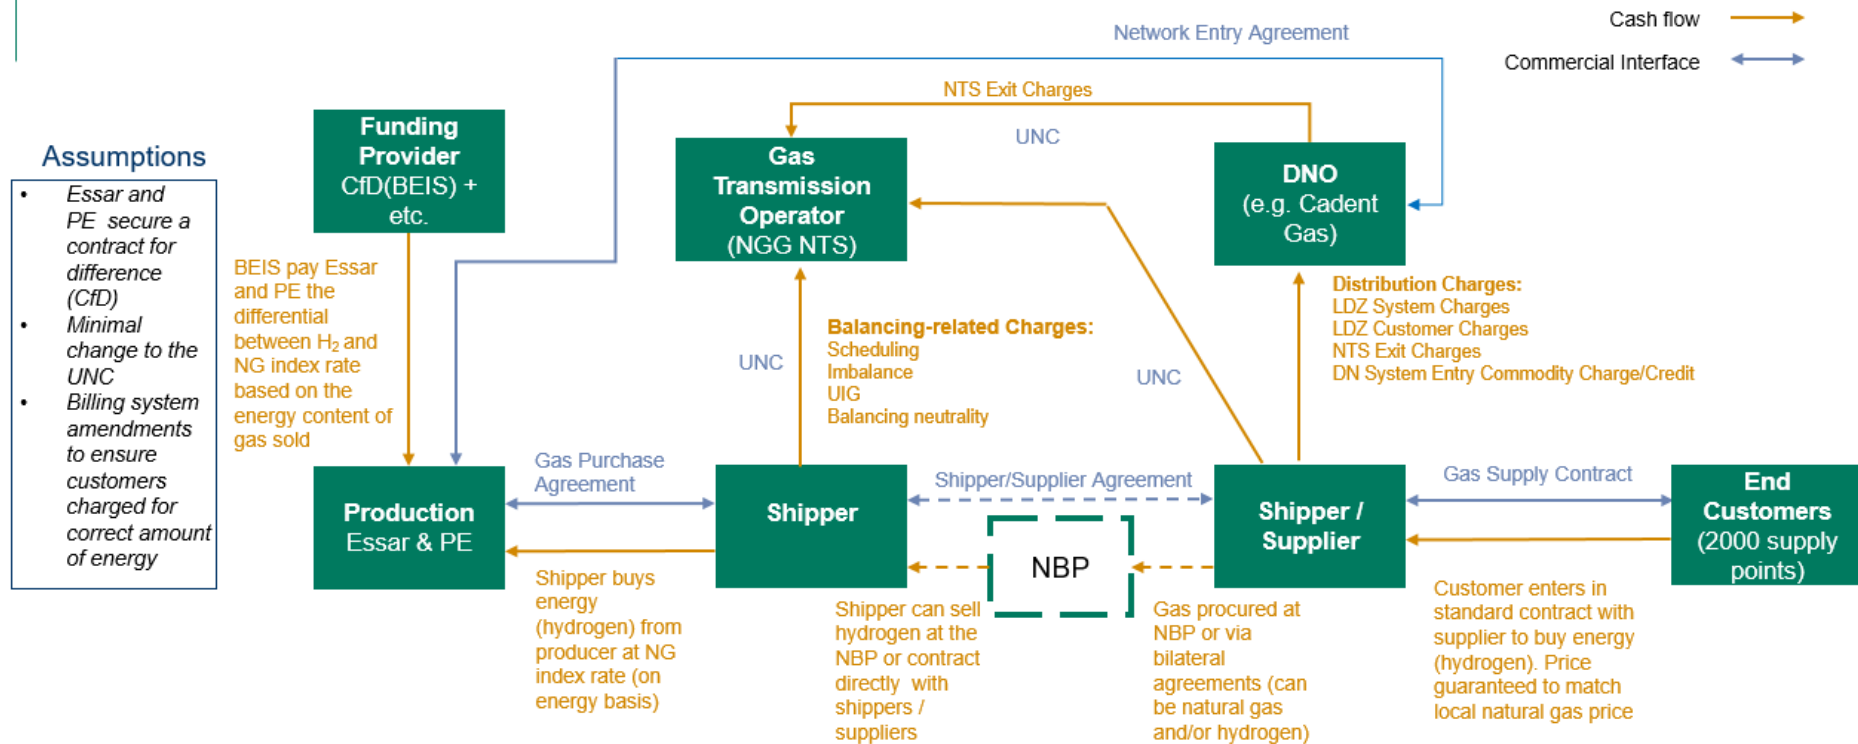 Cash flow
Commercial Interface
Network Entry Agreement
NTS Exit Charges
UNC
Assumptions
• Essar and
PE secure a
contract for
difference
(CfD)
• Minimal
change to the
UNC
• Billing system
amendments
to ensure
customers
charged for
correct amount
of energy
Funding
Provider
CfD(BEIS) +
etc.
BEIS pay Essar
and PE the
differential
between H₂ and
NG index rate
based on the
energy content of
gas sold
Gas
Transmission
Operator
(NGG NTS)
DNO
(e.g. Cadent
Gas)
UNC
Balancing-related Charges:
Scheduling
Imbalance
UIG
Balancing neutrality
UNC
Distribution Charges:
LDZ System Charges
LDZ Customer Charges
NTS Exit Charges
DN System Entry Commodity Charge/Credit
Production
Essar & PE
Gas Purchase
Agreement
Shipper
Shipper/Supplier Agreement
NBP
Shipper /
Supplier
Gas Supply Contract
End
Customers
(2000 supply
points)
Shipper buys
energy
(hydrogen) from
producer at NG
index rate (on
energy basis)
Shipper can sell
hydrogen at the
NBP or contract
directly with
shippers /
suppliers
Gas procured at
NBP or via
bilateral
agreements (can
be natural gas
and/or hydrogen)
Customer enters in
standard contract with
supplier to buy energy
(hydrogen). Price
guaranteed to match
local natural gas price